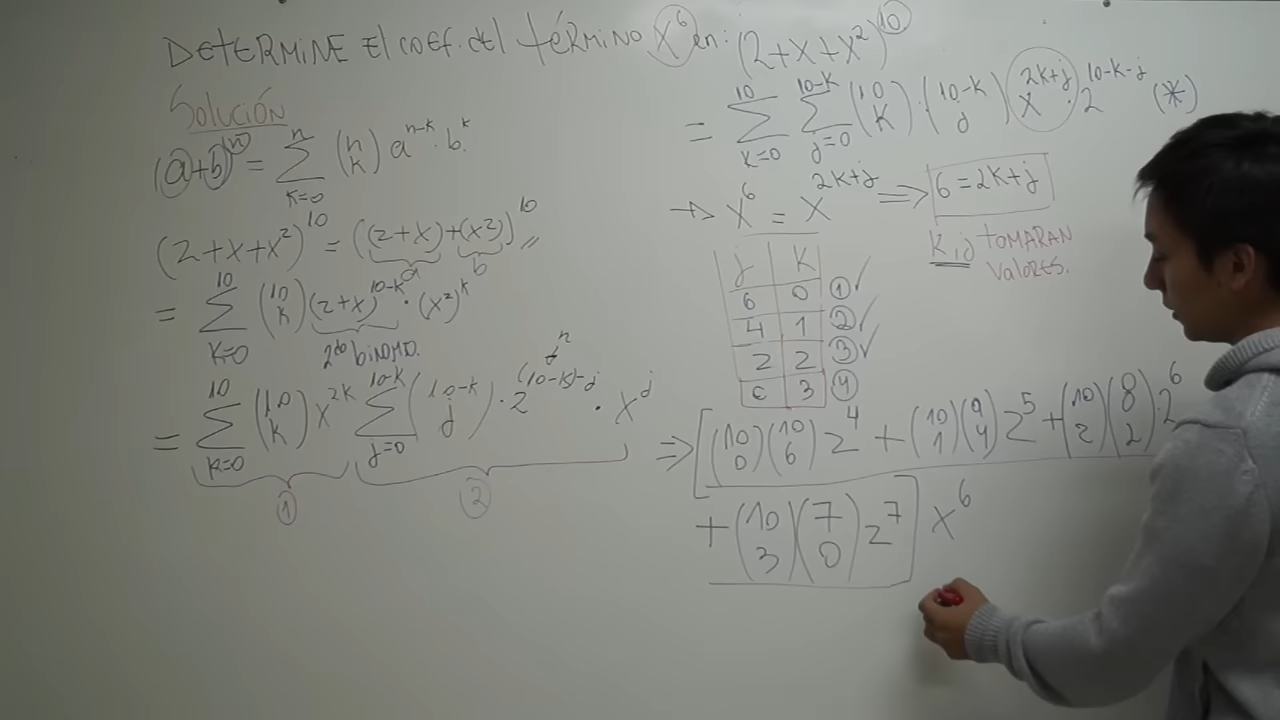 DETERMINE El coef. del término x^6 en: (2+x+x^2)^10
Solución
(a+b)^n = Σ_{k=0}^{n} (n k) a^{n-k} · b^k
(2+x+x^2)^10 = ((2+x)+(x^2))^10
a b
= Σ_{k=0}^{10} (10 k) (2+x)^{10-k} · (x^2)^k
2do binomio.
n
= Σ_{k=0}^{10} (10 k) x^{2k} Σ_{j=0}^{10-k} (10-k j) · 2^{(10-k)-j} · x^j
1 2
= Σ_{k=0}^{10} Σ_{j=0}^{10-k} (10 k) · (10-k j) x^{2k+j} · 2^{10-k-j} (*)
→ x^6 = x^{2k+j} ⇒ 6 = 2k+j
k, j TOMARAN
Valores.
j k
6 0 1 ✓
4 1 2 ✓
2 2 3 ✓
0 3 4
⇒ [(10 0)(10 6) 2^4 + (10 1)(9 4) 2^5 + (10 2)(8 2) · 2^6
+ (10 3)(7 0) 2^7] x^6